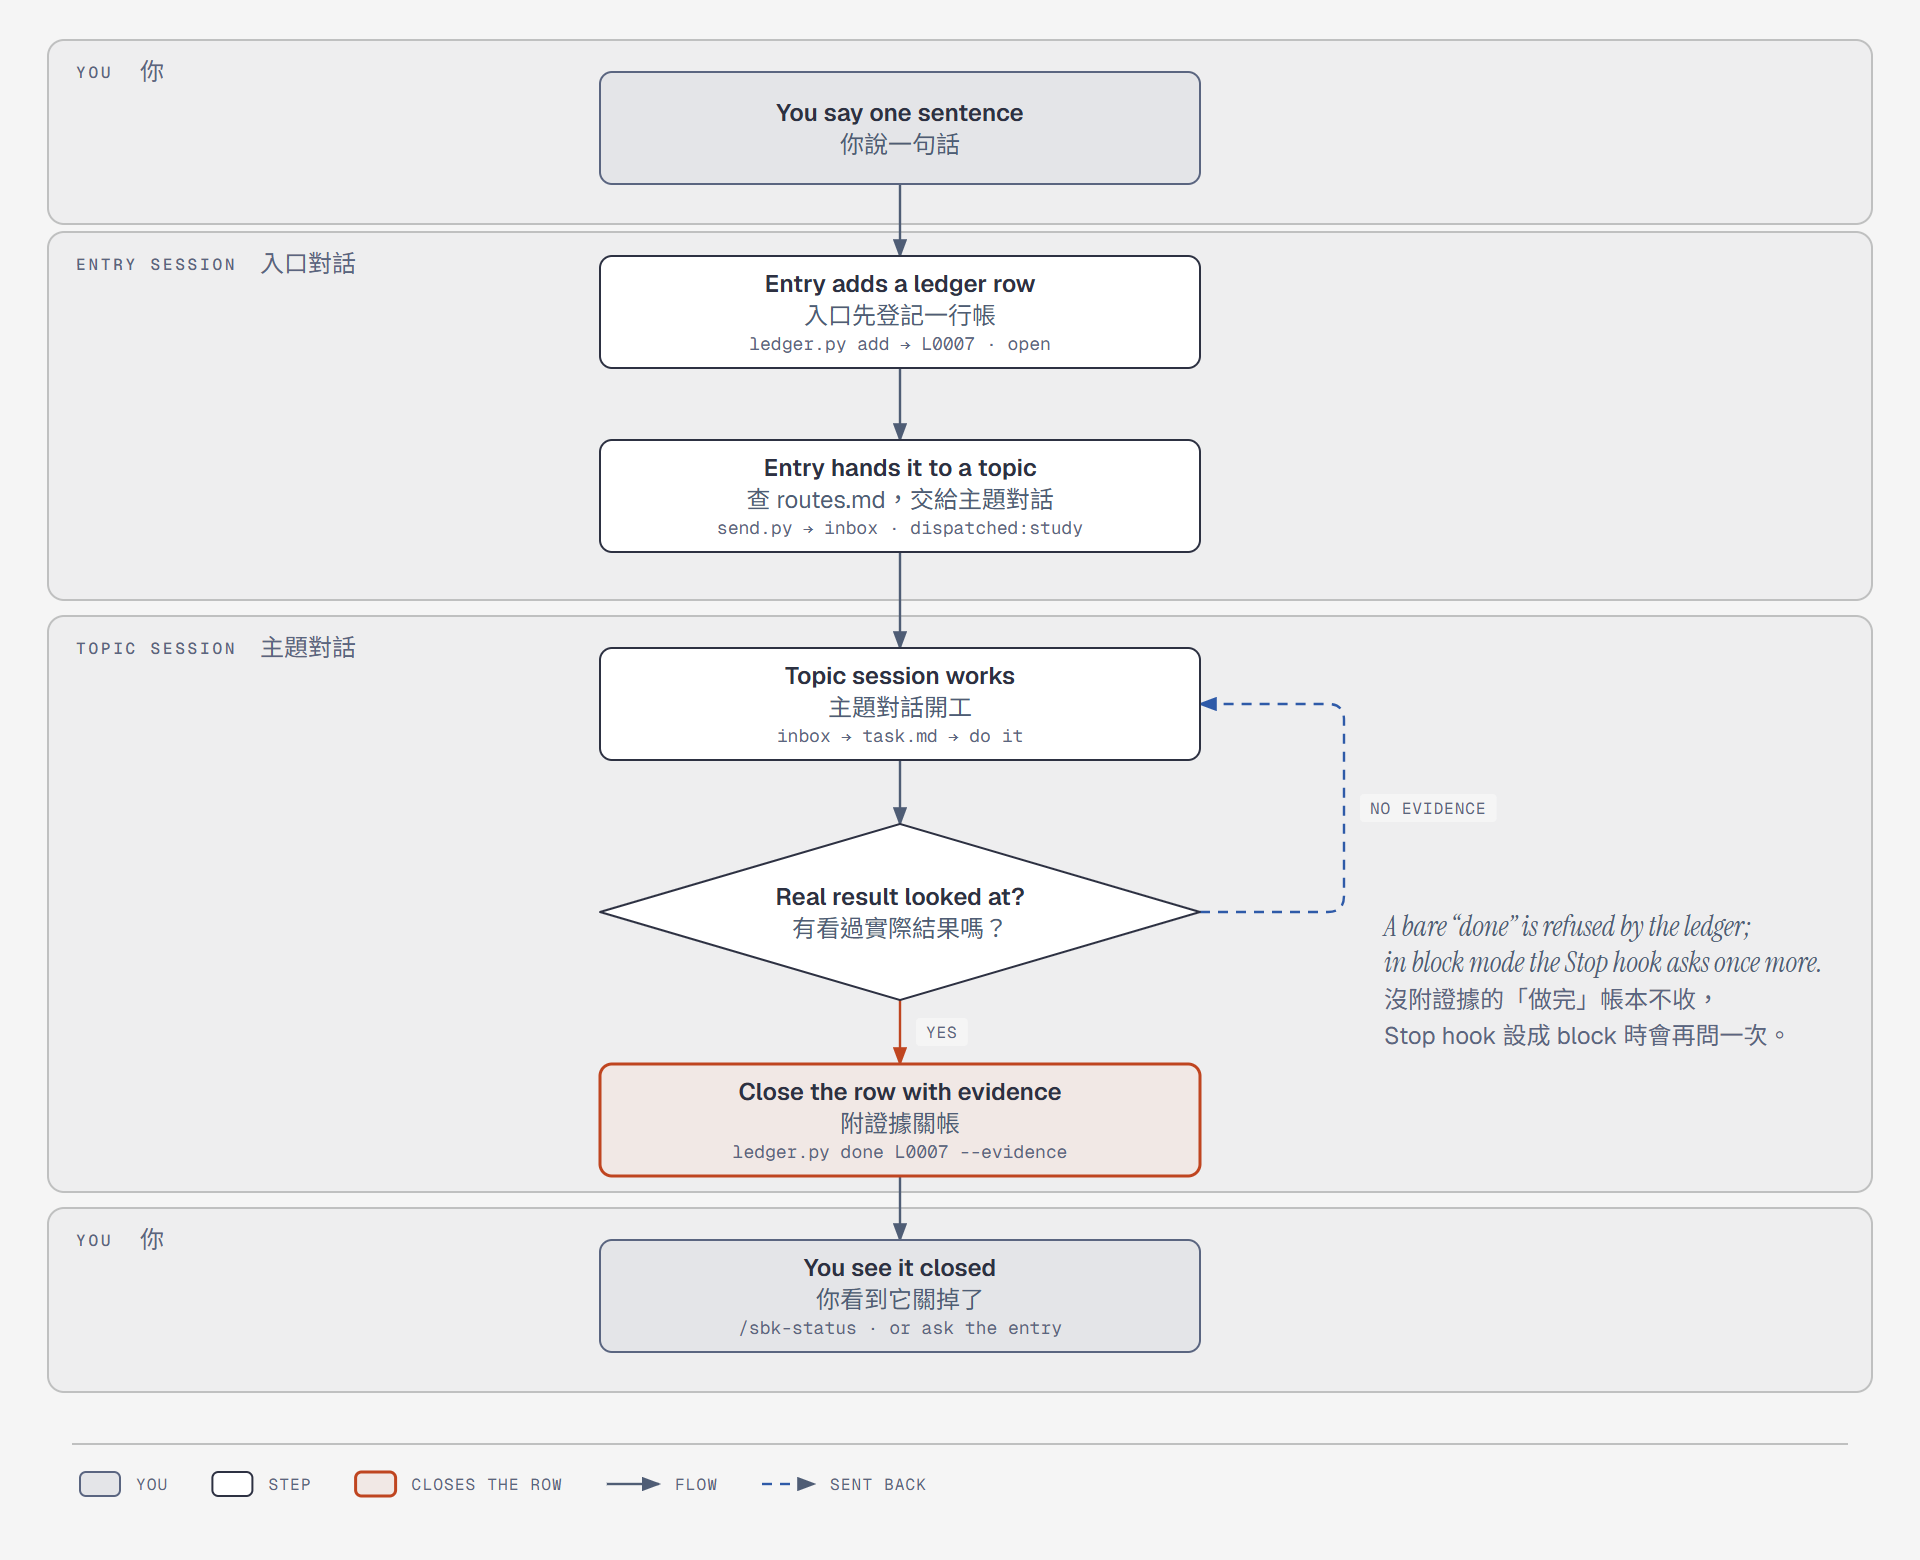 YOU 你
You say one sentence
你說一句話
ENTRY SESSION 入口對話
Entry adds a ledger row
入口先登記一行帳
ledger.py add → L0007 · open
Entry hands it to a topic
查 routes.md，交給主題對話
send.py → inbox · dispatched:study
TOPIC SESSION 主題對話
Topic session works
主題對話開工
inbox → task.md → do it
NO EVIDENCE
Real result looked at?
有看過實際結果嗎？
A bare “done” is refused by the ledger;
in block mode the Stop hook asks once more.
沒附證據的「做完」帳本不收，
Stop hook 設成 block 時會再問一次。
YES
Close the row with evidence
附證據關帳
ledger.py done L0007 --evidence
YOU 你
You see it closed
你看到它關掉了
/sbk-status · or ask the entry
YOU STEP CLOSES THE ROW FLOW SENT BACK